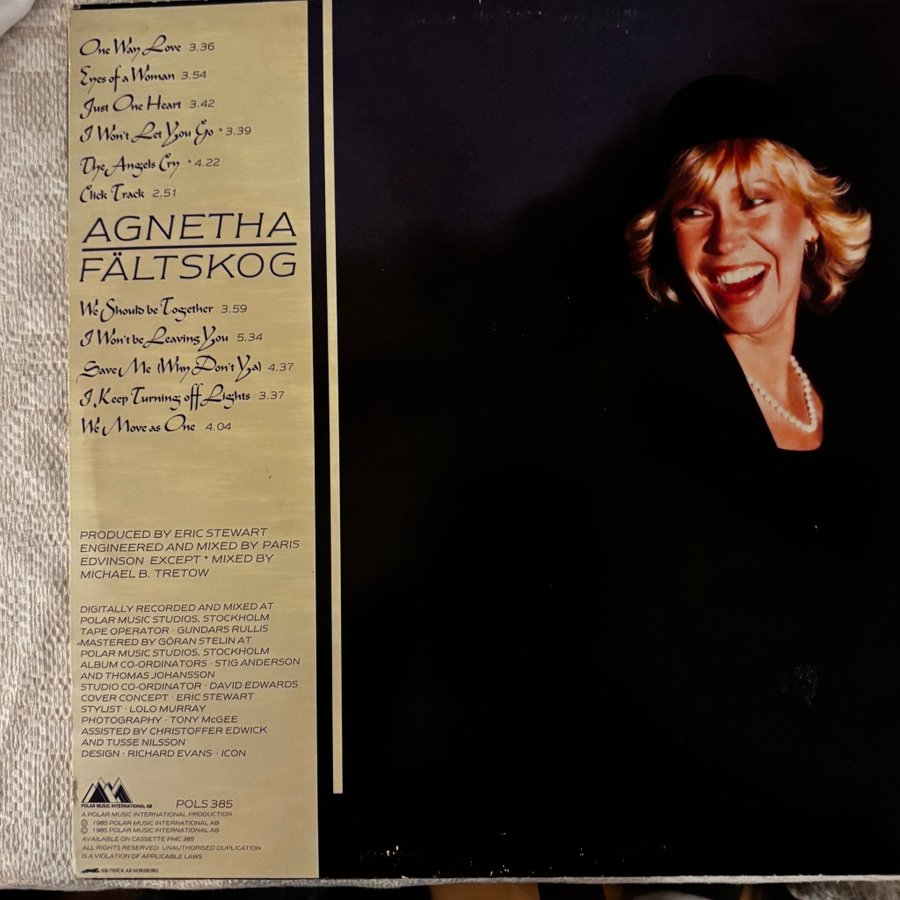 One Way Love 3.36
Eyes of a Woman 3.54
Just One Heart 3.42
I Won't Let You Go * 3.39
The Angels Cry * 4.22
Click Track 2.51
AGNETHA
FÄLTSKOG
We Should be Together 3.59
I Won't be Leaving You 5.34
Save Me (Why Don't Ya) 4.37
I Keep Turning off Lights 3.37
We Move as One 4.04
PRODUCED BY ERIC STEWART
ENGINEERED AND MIXED BY PARIS
EDVINSON EXCEPT * MIXED BY
MICHAEL B. TRETOW
DIGITALLY RECORDED AND MIXED AT
POLAR MUSIC STUDIOS, STOCKHOLM
TAPE OPERATOR · GUNDARS RULLIS
MASTERED BY GÖRAN STELIN AT
POLAR MUSIC STUDIOS, STOCKHOLM
ALBUM CO-ORDINATORS · STIG ANDERSON
AND THOMAS JOHANSSON
STUDIO CO-ORDINATOR · DAVID EDWARDS
COVER CONCEPT · ERIC STEWART
STYLIST · LOLO MURRAY
PHOTOGRAPHY · TONY McGEE
ASSISTED BY CHRISTOFFER EDWICK
AND TUSSE NILSSON
DESIGN · RICHARD EVANS · ICON
POLAR MUSIC INTERNATIONAL AB
POLS 385
A POLAR MUSIC INTERNATIONAL PRODUCTION
℗ 1985 POLAR MUSIC INTERNATIONAL AB
© 1985 POLAR MUSIC INTERNATIONAL AB
AVAILABLE ON CASSETTE PMC 385
ALL RIGHTS RESERVED · UNAUTHORISED DUPLICATION
IS A VIOLATION OF APPLICABLE LAWS
GIB-TRYCK AB NORSBORG